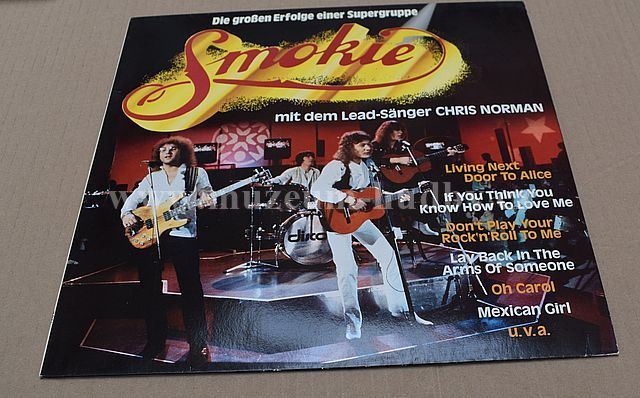 Die großen Erfolge einer Supergruppe
Smokie
mit dem Lead-Sänger CHRIS NORMAN
Living Next
Door To Alice
If You Think You
Know How To Love Me
Don't Play Your
Rock'n'Roll To Me
Lay Back In The
Arms Of Someone
Oh Carol
Mexican Girl
u.v.a.
disco